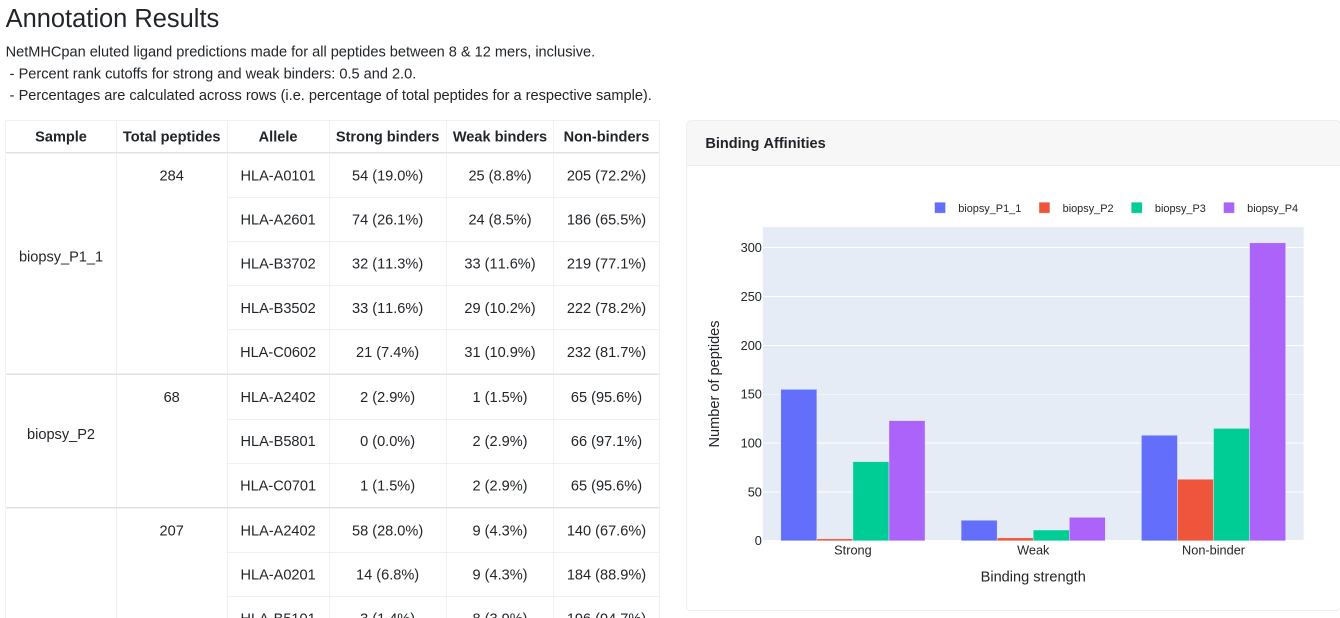 Annotation Results
NetMHCpan eluted ligand predictions made for all peptides between 8 & 12 mers, inclusive.
- Percent rank cutoffs for strong and weak binders: 0.5 and 2.0.
- Percentages are calculated across rows (i.e. percentage of total peptides for a respective sample).
Sample Total peptides Allele Strong binders Weak binders Non-binders
284 HLA-A0101 54 (19.0%) 25 (8.8%) 205 (72.2%)
HLA-A2601 74 (26.1%) 24 (8.5%) 186 (65.5%)
biopsy_P1_1
HLA-B3702 32 (11.3%) 33 (11.6%) 219 (77.1%)
HLA-B3502 33 (11.6%) 29 (10.2%) 222 (78.2%)
HLA-C0602 21 (7.4%) 31 (10.9%) 232 (81.7%)
68 HLA-A2402 2 (2.9%) 1 (1.5%) 65 (95.6%)
biopsy_P2
HLA-B5801 0 (0.0%) 2 (2.9%) 66 (97.1%)
HLA-C0701 1 (1.5%) 2 (2.9%) 65 (95.6%)
207 HLA-A2402 58 (28.0%) 9 (4.3%) 140 (67.6%)
HLA-A0201 14 (6.8%) 9 (4.3%) 184 (88.9%)
HLA-B5101 3 (1.4%) 8 (3.9%) 196 (94.7%)
Binding Affinities
biopsy_P1_1 biopsy_P2 biopsy_P3 biopsy_P4
300
250
200
150
100
50
0
Number of peptides
Strong Weak Non-binder
Binding strength